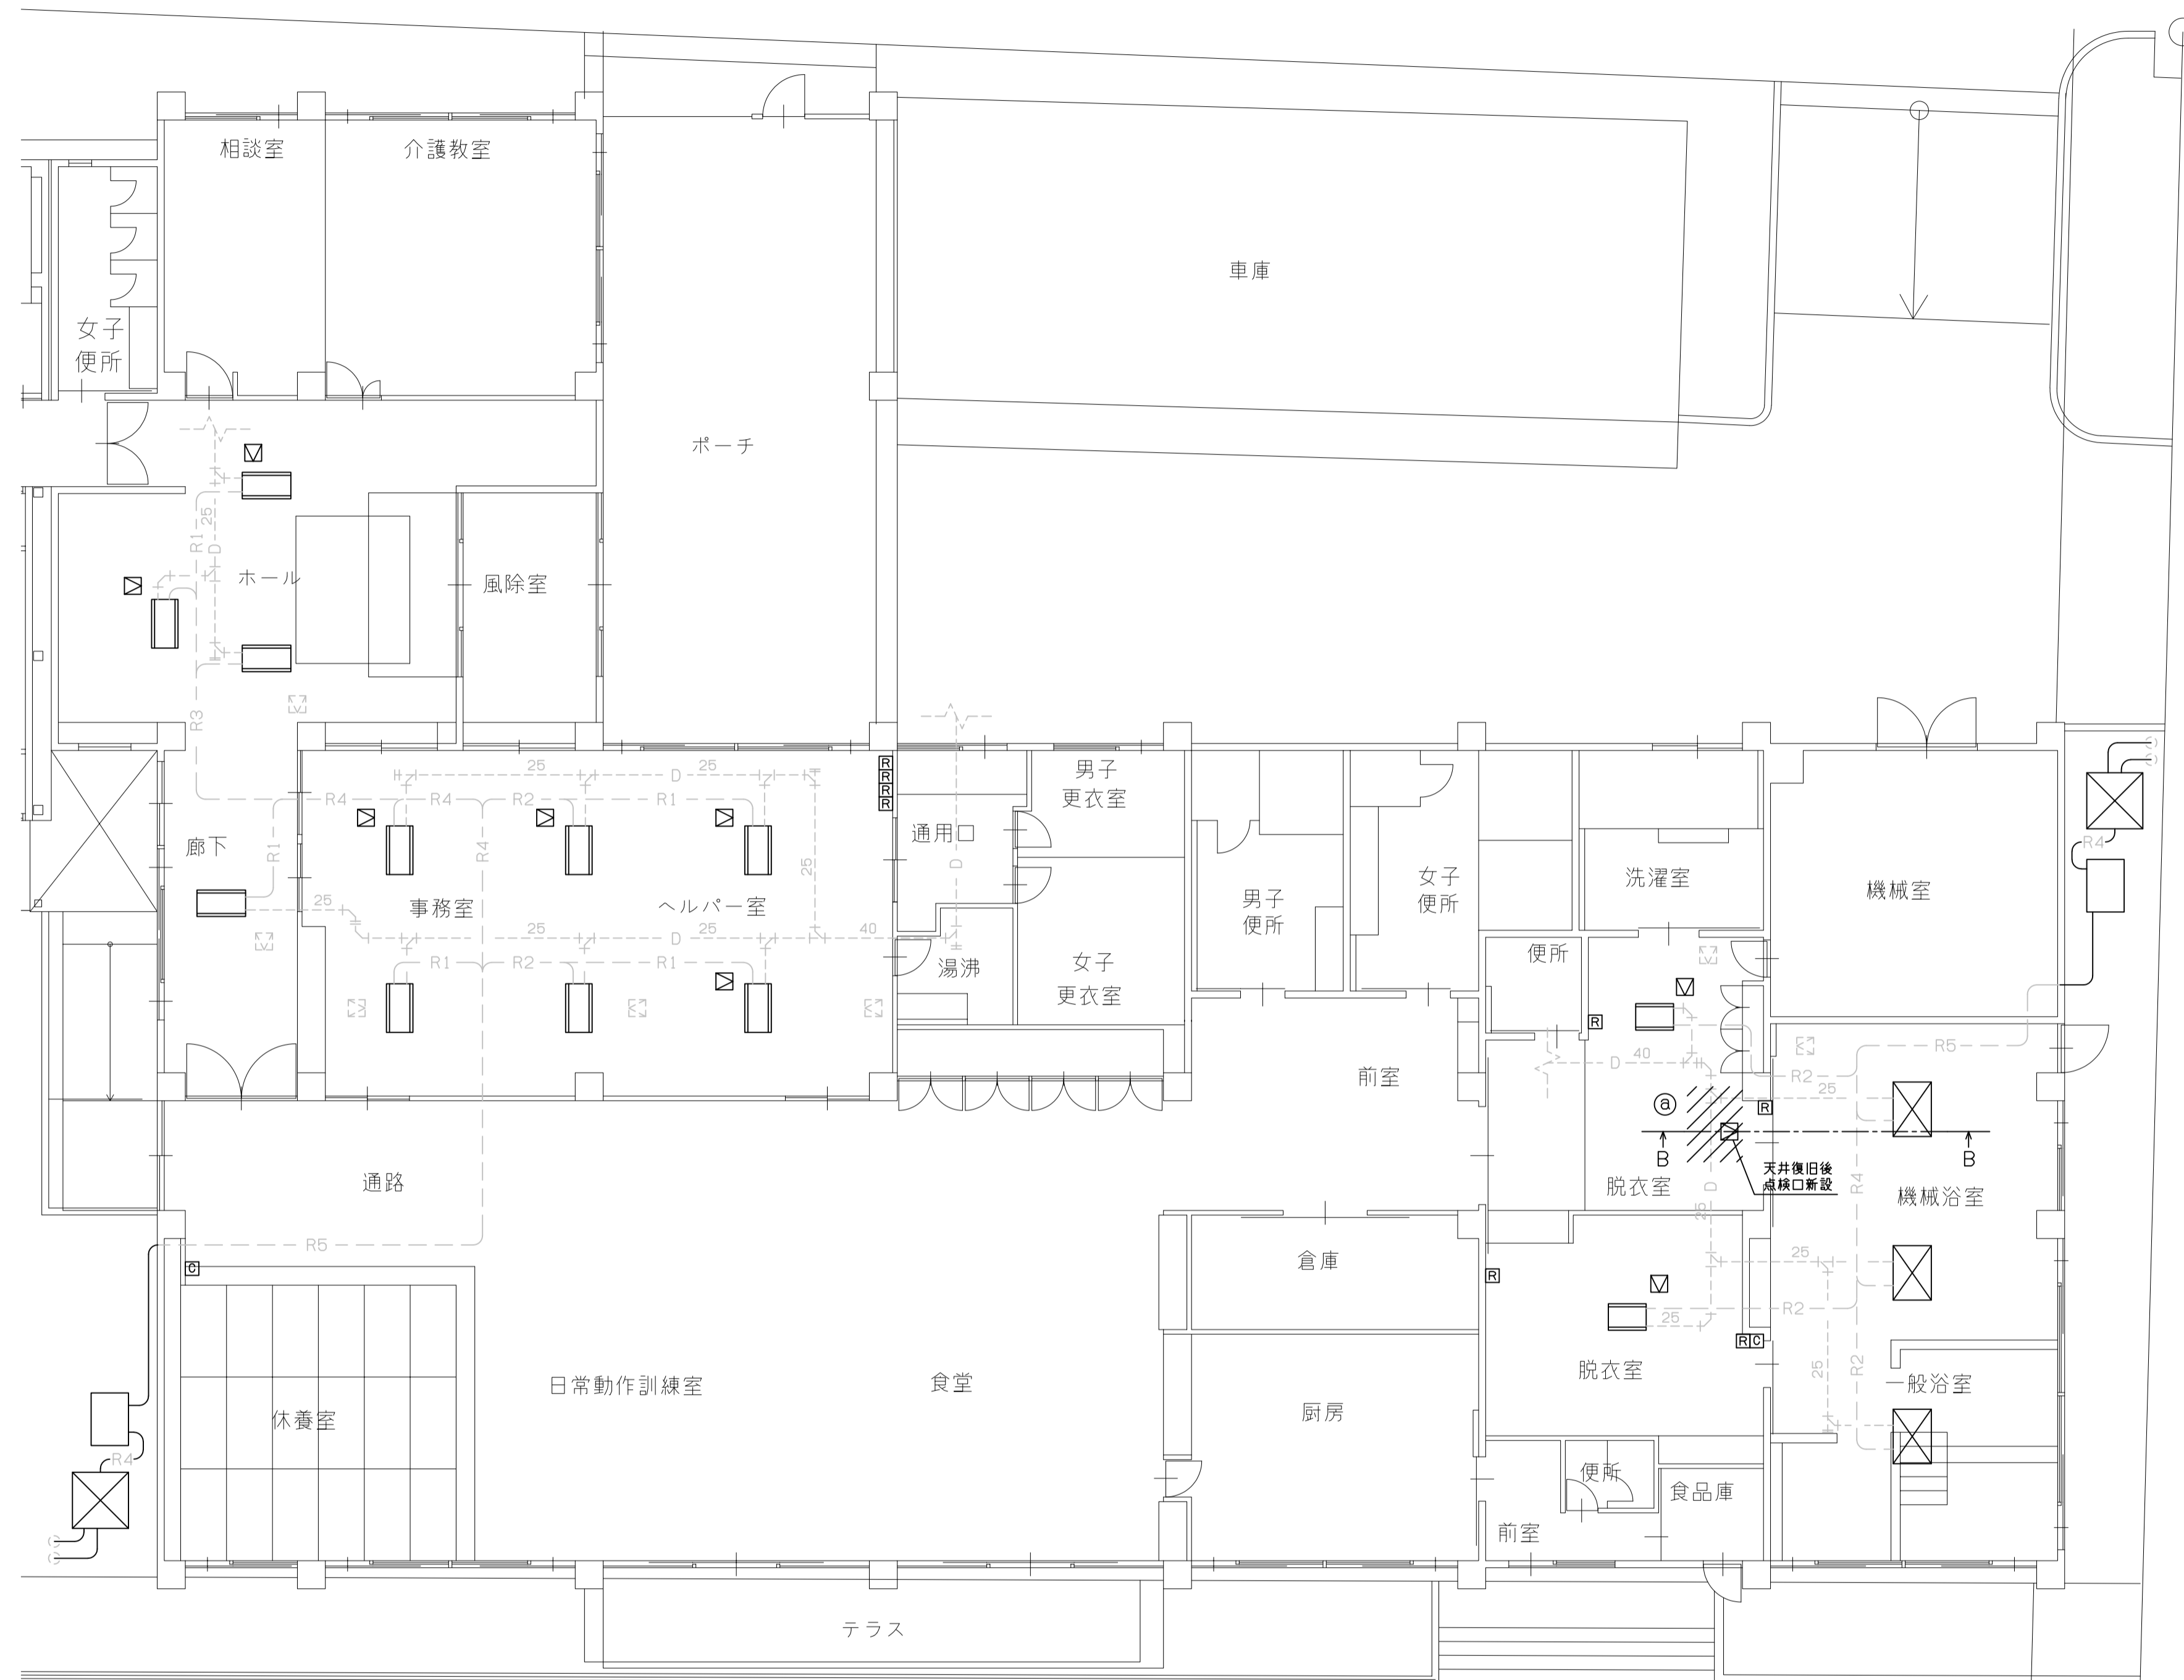 相談室
介護教室
車庫
女子
便所
ポーチ
25
R1
D
ホール
風除室
R3
25
25
D
男子
更衣室
R
R
R
R
R4
R4
R2
R1
通用口
廊下
R1
R4
25
D
洗濯室
機械室
R4
25
事務室
ヘルパー室
男子
便所
女子
便所
25
D
25
40
R1
R2
R1
湯沸
女子
更衣室
便所
R
D
40
R5
前室
R2
25
ⓐ
R
B
B
天井復旧後
点検口新設
通路
脱衣室
D
25
R4
機械浴室
R5
C
倉庫
R
25
R2
25
R
C
脱衣室
25
R2
日常動作訓練室
食堂
休養室
厨房
一般浴室
R4
便所
食品庫
前室
テラス